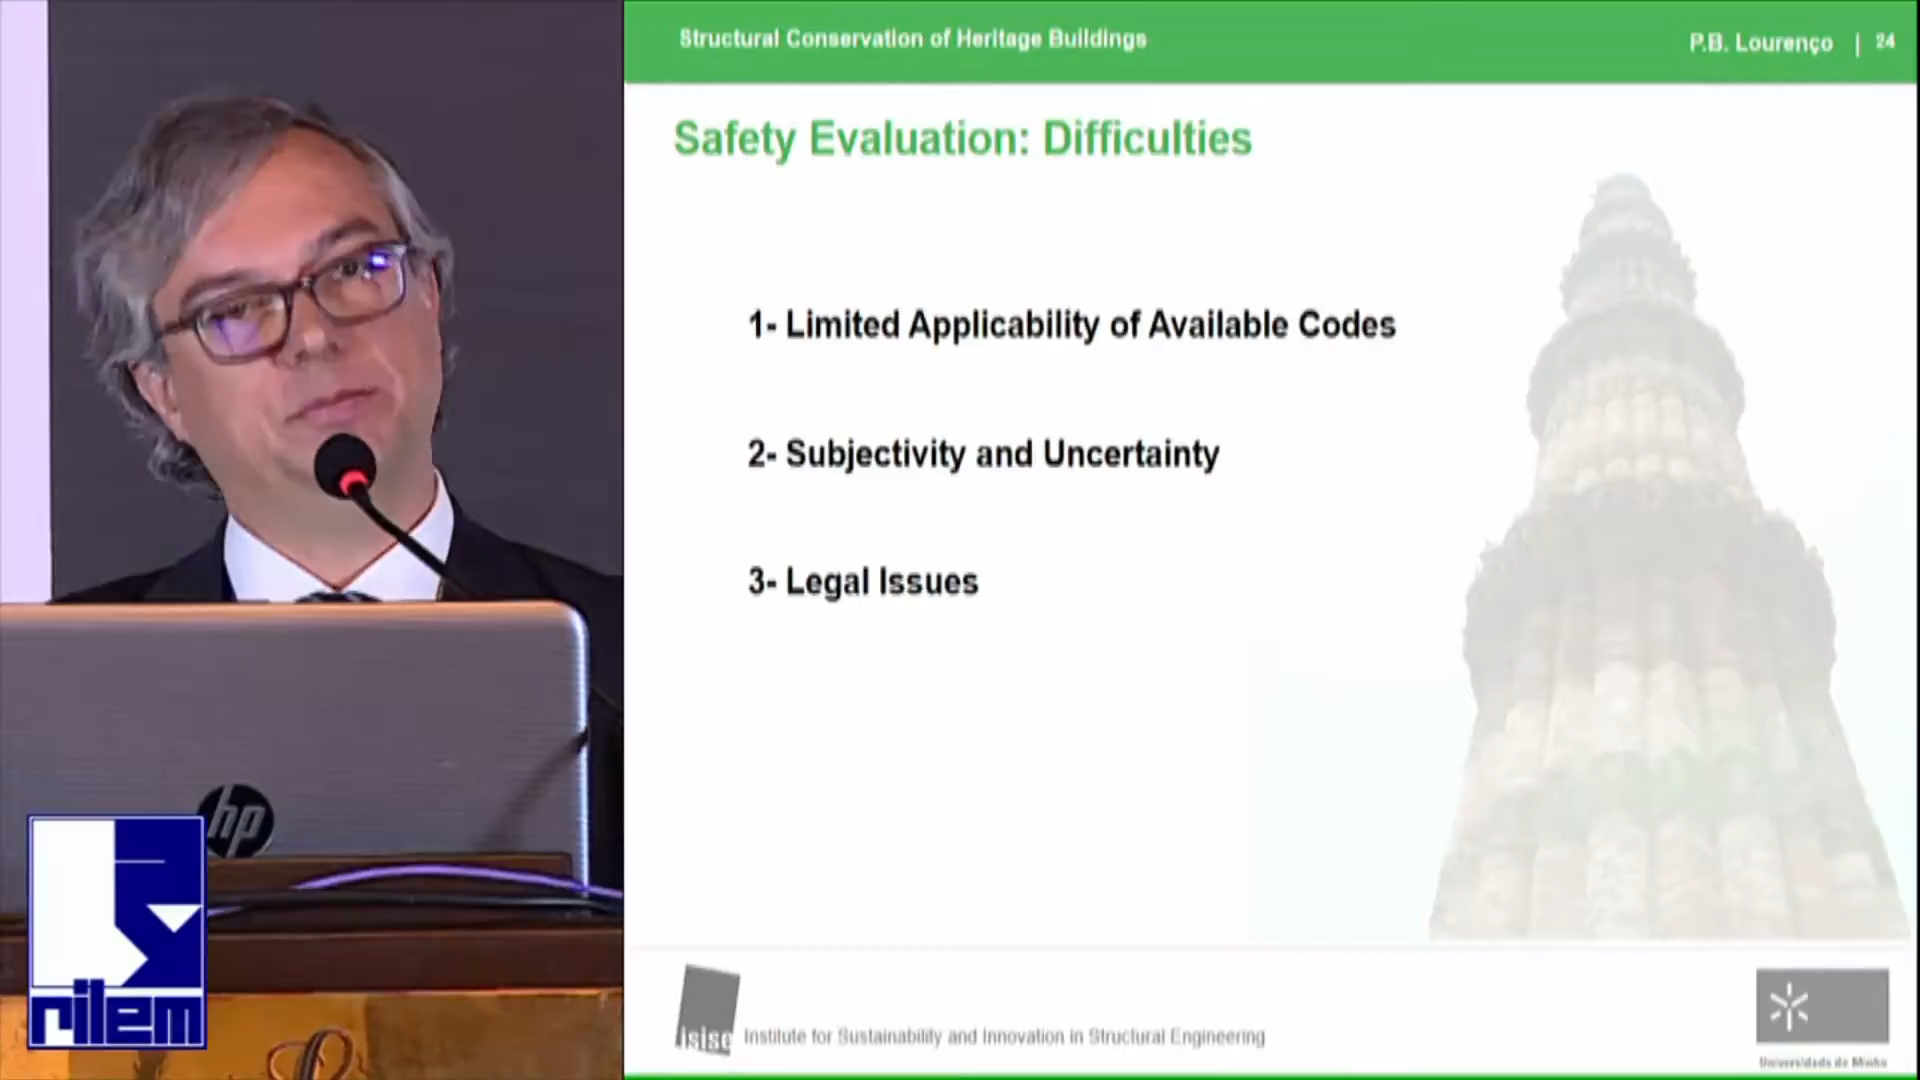 Structural Conservation of Heritage Buildings
P.B. Lourenço | 24
Safety Evaluation: Difficulties
1- Limited Applicability of Available Codes
2- Subjectivity and Uncertainty
3- Legal Issues
hp
rilem
isise
Institute for Sustainability and Innovation in Structural Engineering
Universidade do Minho